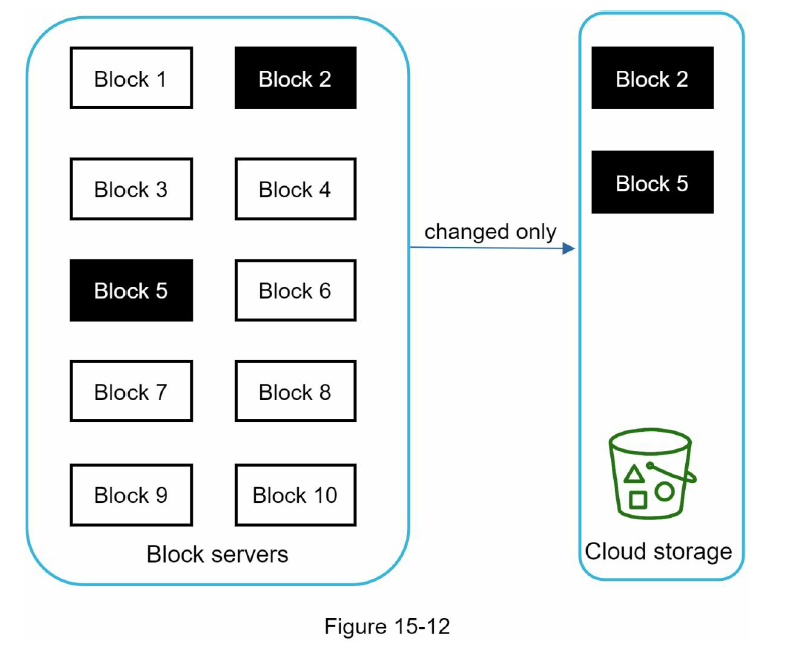 Block 1
Block 2
Block 3
Block 4
Block 5
Block 6
Block 7
Block 8
Block 9
Block 10
Block servers
changed only
Block 2
Block 5
Cloud storage
Figure 15-12